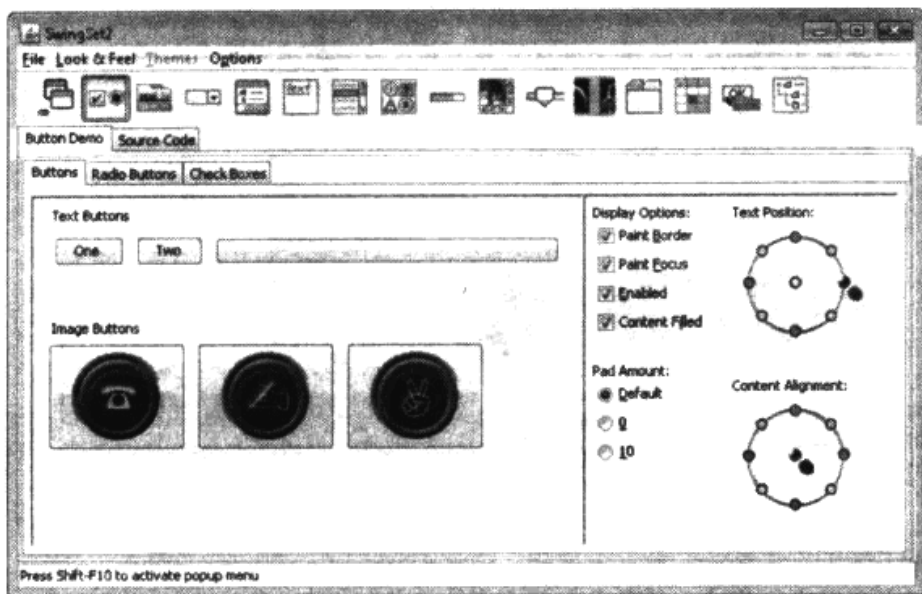 SwingSet2
File Look & Feel Themes Options
Button Demo Source Code
Buttons Radio Buttons Check Boxes
Text Buttons
One Two
Image Buttons
Display Options:
Paint Border
Paint Focus
Enabled
Content Filled
Text Position:
Pad Amount:
Default
0
10
Content Alignment:
Press Shift-F10 to activate popup menu